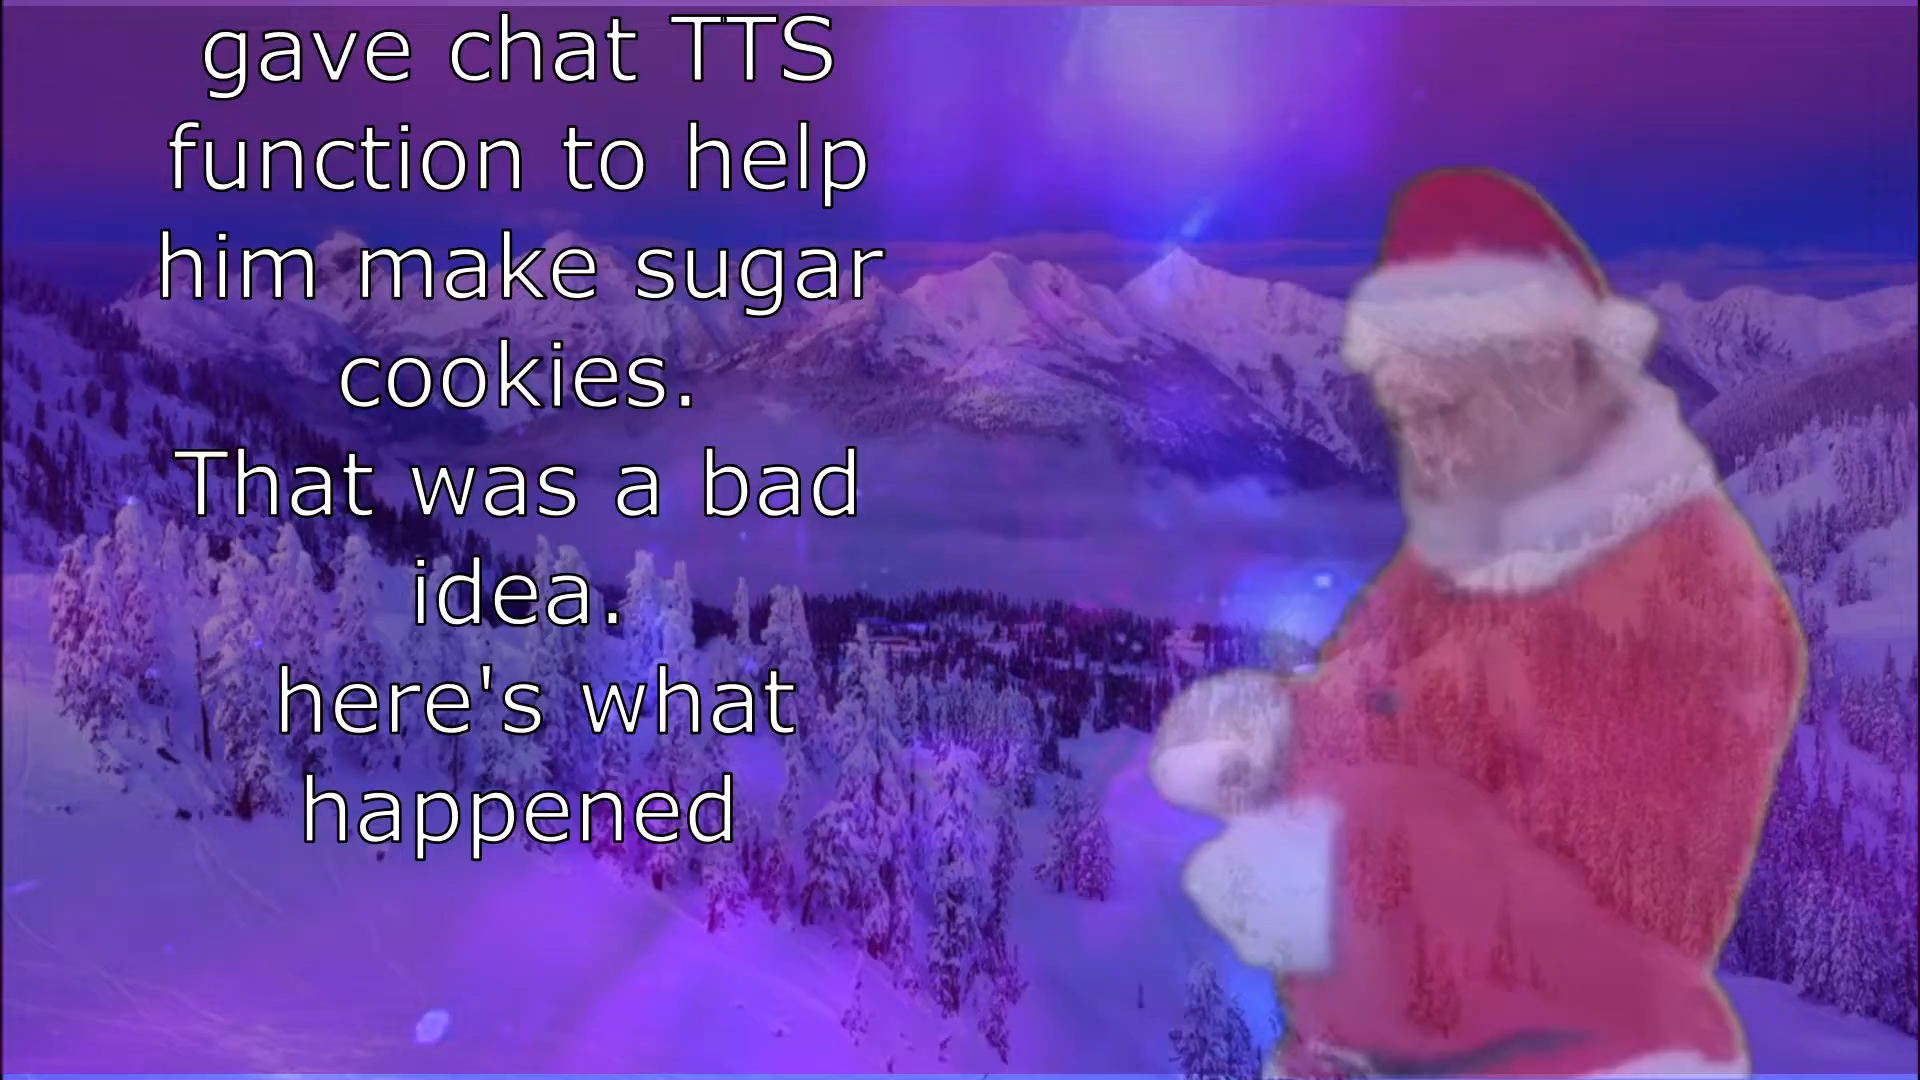 gave chat TTS
function to help
him make sugar
cookies.
That was a bad
idea.
here's what
happened